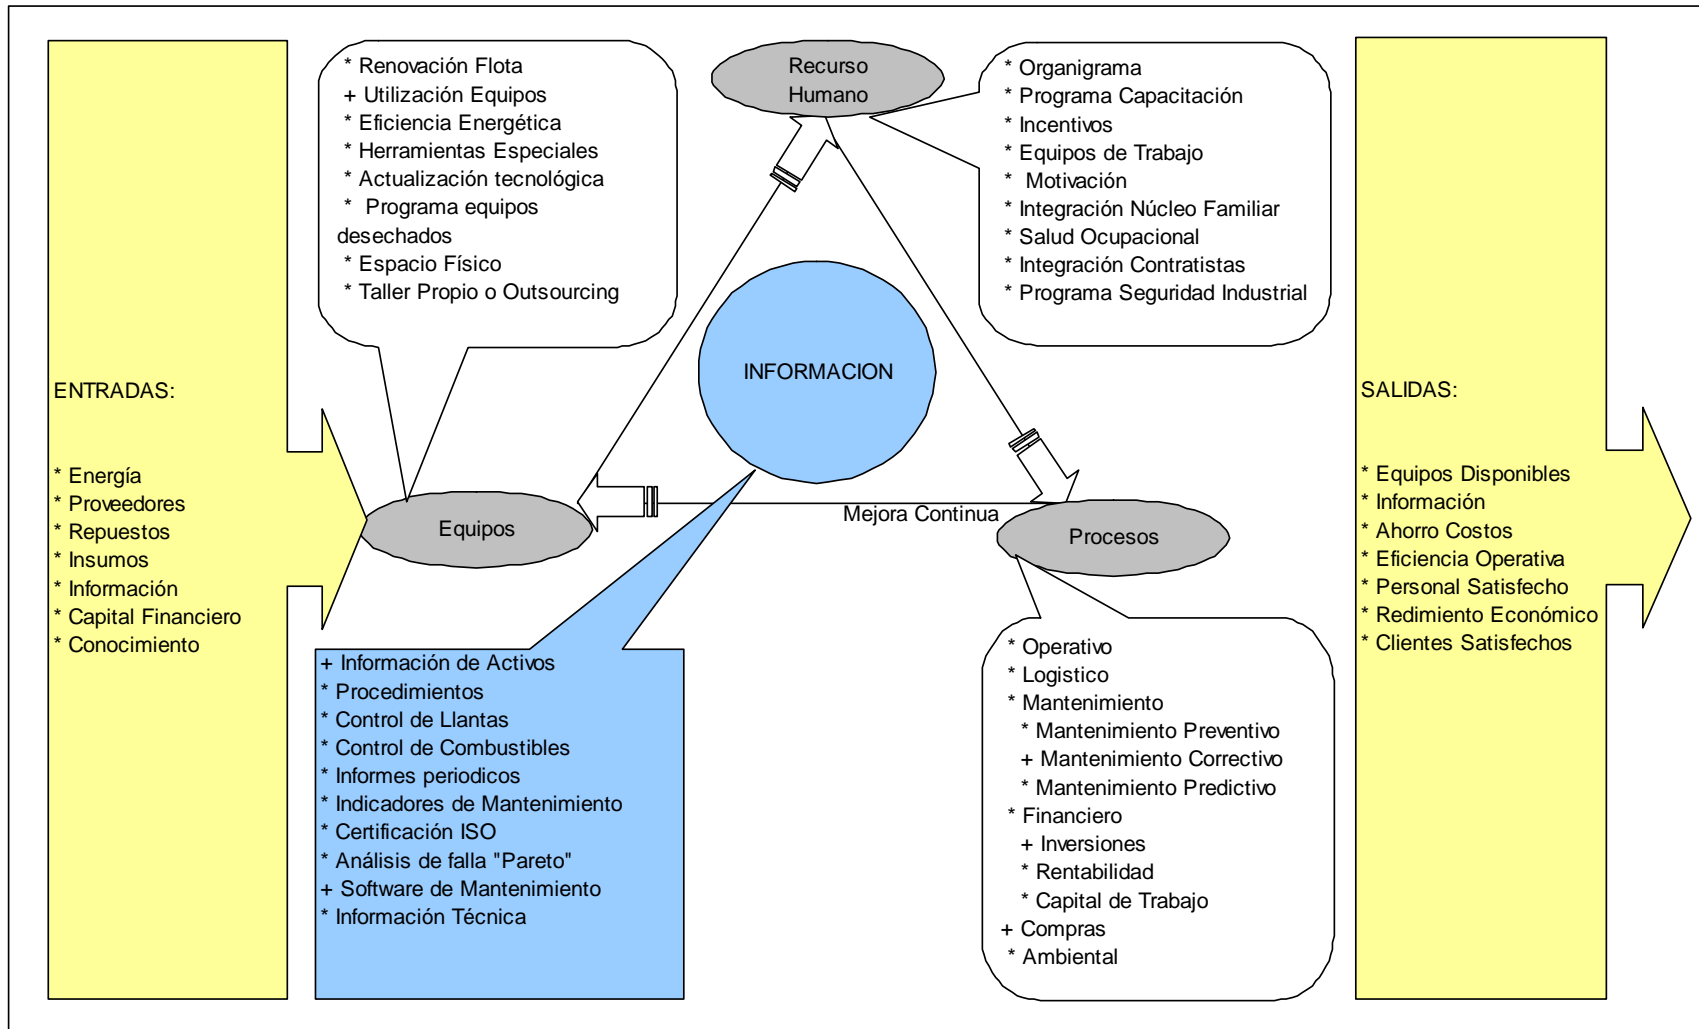 ENTRADAS:
* Energía
* Proveedores
* Repuestos
* Insumos
* Información
* Capital Financiero
* Conocimiento
* Renovación Flota
+ Utilización Equipos
* Eficiencia Energética
* Herramientas Especiales
* Actualización tecnológica
* Programa equipos
desechados
* Espacio Físico
* Taller Propio o Outsourcing
Recurso
Humano
* Organigrama
* Programa Capacitación
* Incentivos
* Equipos de Trabajo
* Motivación
* Integración Núcleo Familiar
* Salud Ocupacional
* Integración Contratistas
* Programa Seguridad Industrial
INFORMACION
Equipos
Mejora Continua
Procesos
+ Información de Activos
* Procedimientos
* Control de Llantas
* Control de Combustibles
* Informes periodicos
* Indicadores de Mantenimiento
* Certificación ISO
* Análisis de falla "Pareto"
+ Software de Mantenimiento
* Información Técnica
* Operativo
* Logistico
* Mantenimiento
* Mantenimiento Preventivo
+ Mantenimiento Correctivo
* Mantenimiento Predictivo
* Financiero
+ Inversiones
* Rentabilidad
* Capital de Trabajo
+ Compras
* Ambiental
SALIDAS:
* Equipos Disponibles
* Información
* Ahorro Costos
* Eficiencia Operativa
* Personal Satisfecho
* Redimiento Económico
* Clientes Satisfechos